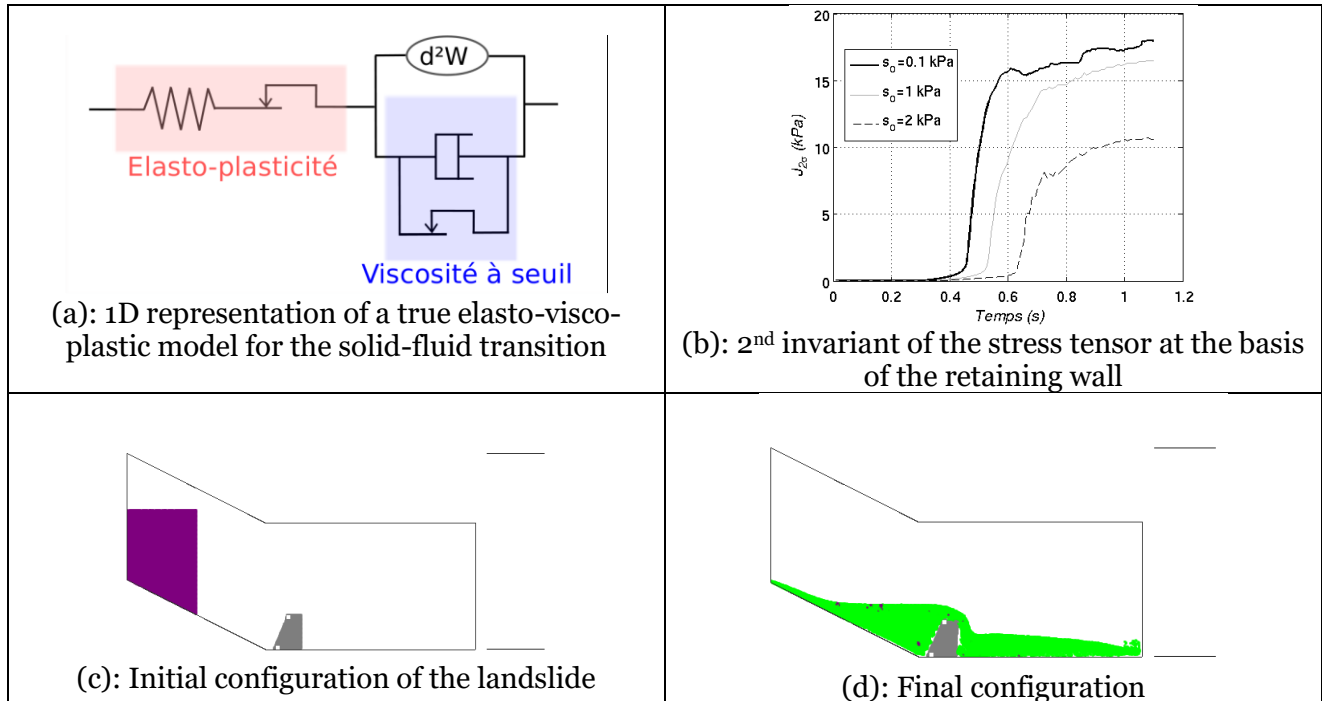 d²W
Elasto-plasticité
Viscosité à seuil
(a): 1D representation of a true elasto-visco-
plastic model for the solid-fluid transition
20
15
10
5
0
J2σ (kPa)
s0=0.1 kPa
s0=1 kPa
s0=2 kPa
0 0.2 0.4 0.6 0.8 1 1.2
Temps (s)
(b): 2nd invariant of the stress tensor at the basis
of the retaining wall
(c): Initial configuration of the landslide
(d): Final configuration